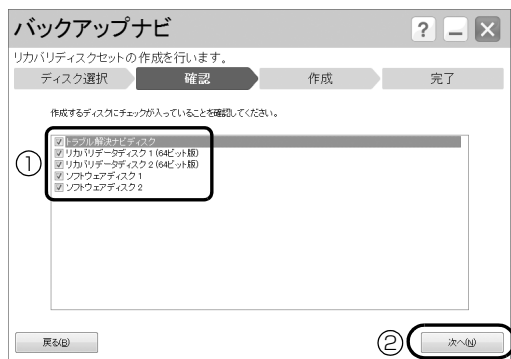 バックアップナビ
? – ×
リカバリディスクセットの作成を行います。
ディスク選択 確認 作成 完了
作成するディスクにチェックが入っていることを確認してください。
①
トラブル解決ナビディスク
リカバリデータディスク1(64ビット版)
リカバリデータディスク2(64ビット版)
ソフトウェアディスク1
ソフトウェアディスク2
戻る(B)
② 次へ(N)